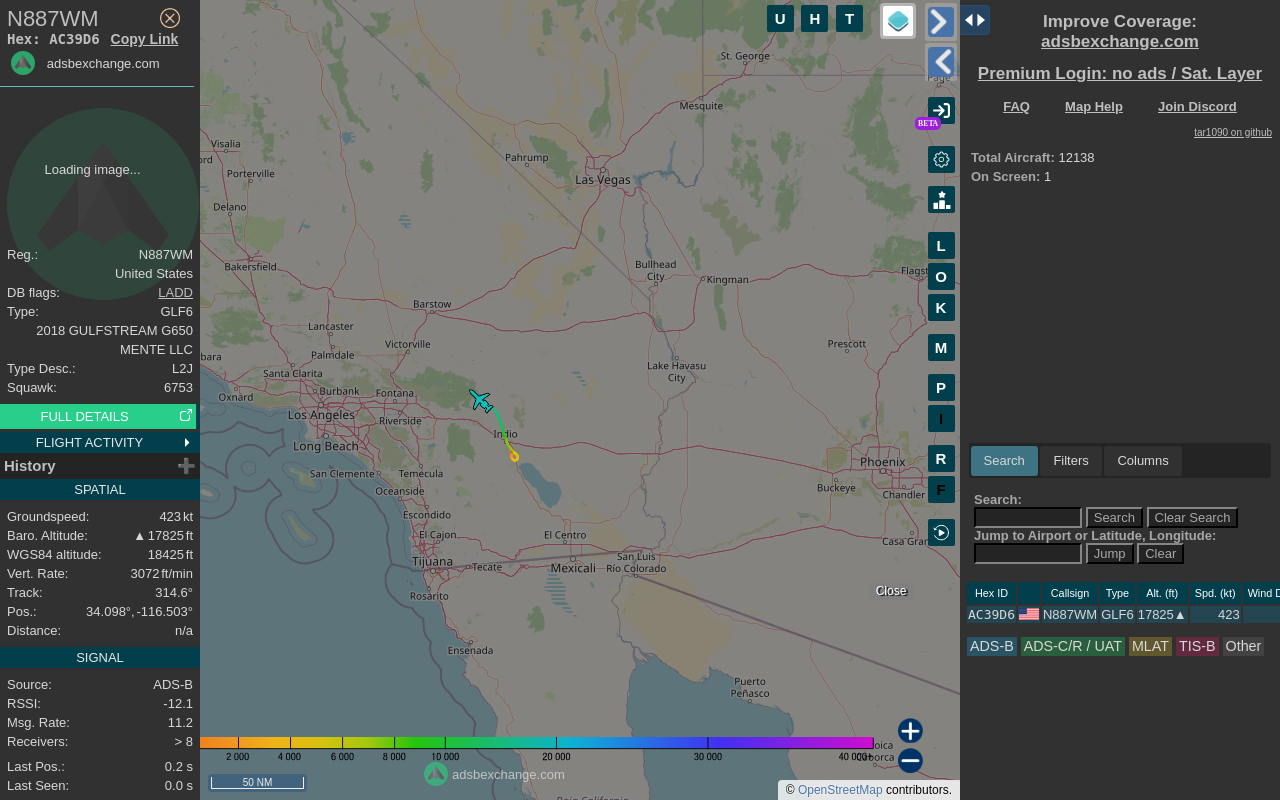 N887WM
Hex: AC39D6 Copy Link
adsbexchange.com
Loading image...
Reg.: N887WM
United States
DB flags: LADD
Type: GLF6
2018 GULFSTREAM G650
MENTE LLC
Type Desc.: L2J
Squawk: 6753
FULL DETAILS
FLIGHT ACTIVITY
History
SPATIAL
Groundspeed: 423 kt
Baro. Altitude: ▲ 17825 ft
WGS84 altitude: 18425 ft
Vert. Rate: 3072 ft/min
Track: 314.6°
Pos.: 34.098°, -116.503°
Distance: n/a
SIGNAL
Source: ADS-B
RSSI: -12.1
Msg. Rate: 11.2
Receivers: > 8
Last Pos.: 0.2 s
Last Seen: 0.0 s
U H T
St. George
Page
Mesquite
BETA
Visalia
ord
Pahrump
Porterville
Las Vegas
Delano
L
Bakersfield
Bullhead
City
Flagst
O
Kingman
Barstow
K
Lancaster
Victorville
Prescott
M
Palmdale
bara
Lake Havasu
City
Santa Clarita
P
Burbank
Fontana
Oxnard
Los Angeles
Riverside
I
Indio
Long Beach
R
Phoenix
San Clemente
Temecula
Buckeye
F
Chandler
Oceanside
Escondido
El Cajon
El Centro
Casa Gran
Tijuana
Tecate
Mexicali
San Luis
Río Colorado
Rosarito
Close
Ensenada
Puerto
Peñasco
2 000 4 000 6 000 8 000 10 000 20 000 30 000 40 000+
adsbexchange.com
50 NM
Baja California
© OpenStreetMap contributors.
Improve Coverage:
adsbexchange.com
Premium Login: no ads / Sat. Layer
FAQ Map Help Join Discord
tar1090 on github
Total Aircraft: 12138
On Screen: 1
Search Filters Columns
Search:
Search Clear Search
Jump to Airport or Latitude, Longitude:
Jump Clear
Hex ID Callsign Type Alt. (ft) Spd. (kt) Wind D
AC39D6 N887WM GLF6 17825▲ 423
ADS-B ADS-C/R / UAT MLAT TIS-B Other